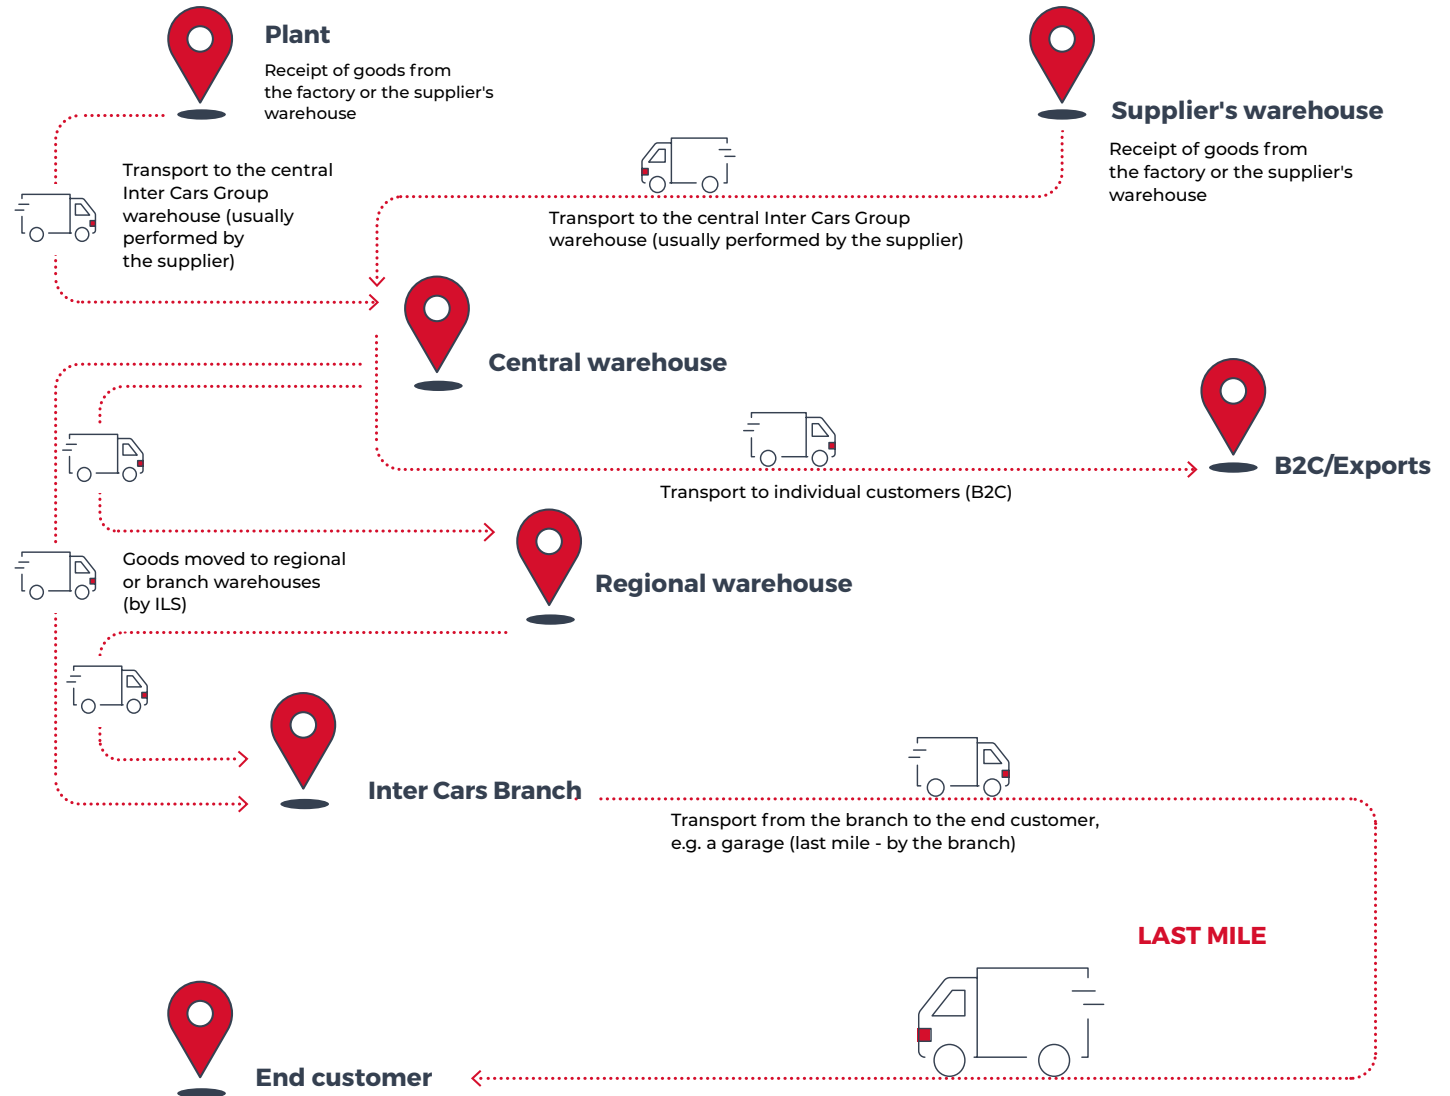 Plant
Receipt of goods from
the factory or the supplier's
warehouse
Supplier's warehouse
Receipt of goods from
the factory or the supplier's
warehouse
Transport to the central
Inter Cars Group
warehouse (usually
performed by
the supplier)
Transport to the central Inter Cars Group
warehouse (usually performed by the supplier)
Central warehouse
B2C/Exports
Transport to individual customers (B2C)
Goods moved to regional
or branch warehouses
(by ILS)
Regional warehouse
Inter Cars Branch
Transport from the branch to the end customer,
e.g. a garage (last mile - by the branch)
LAST MILE
End customer